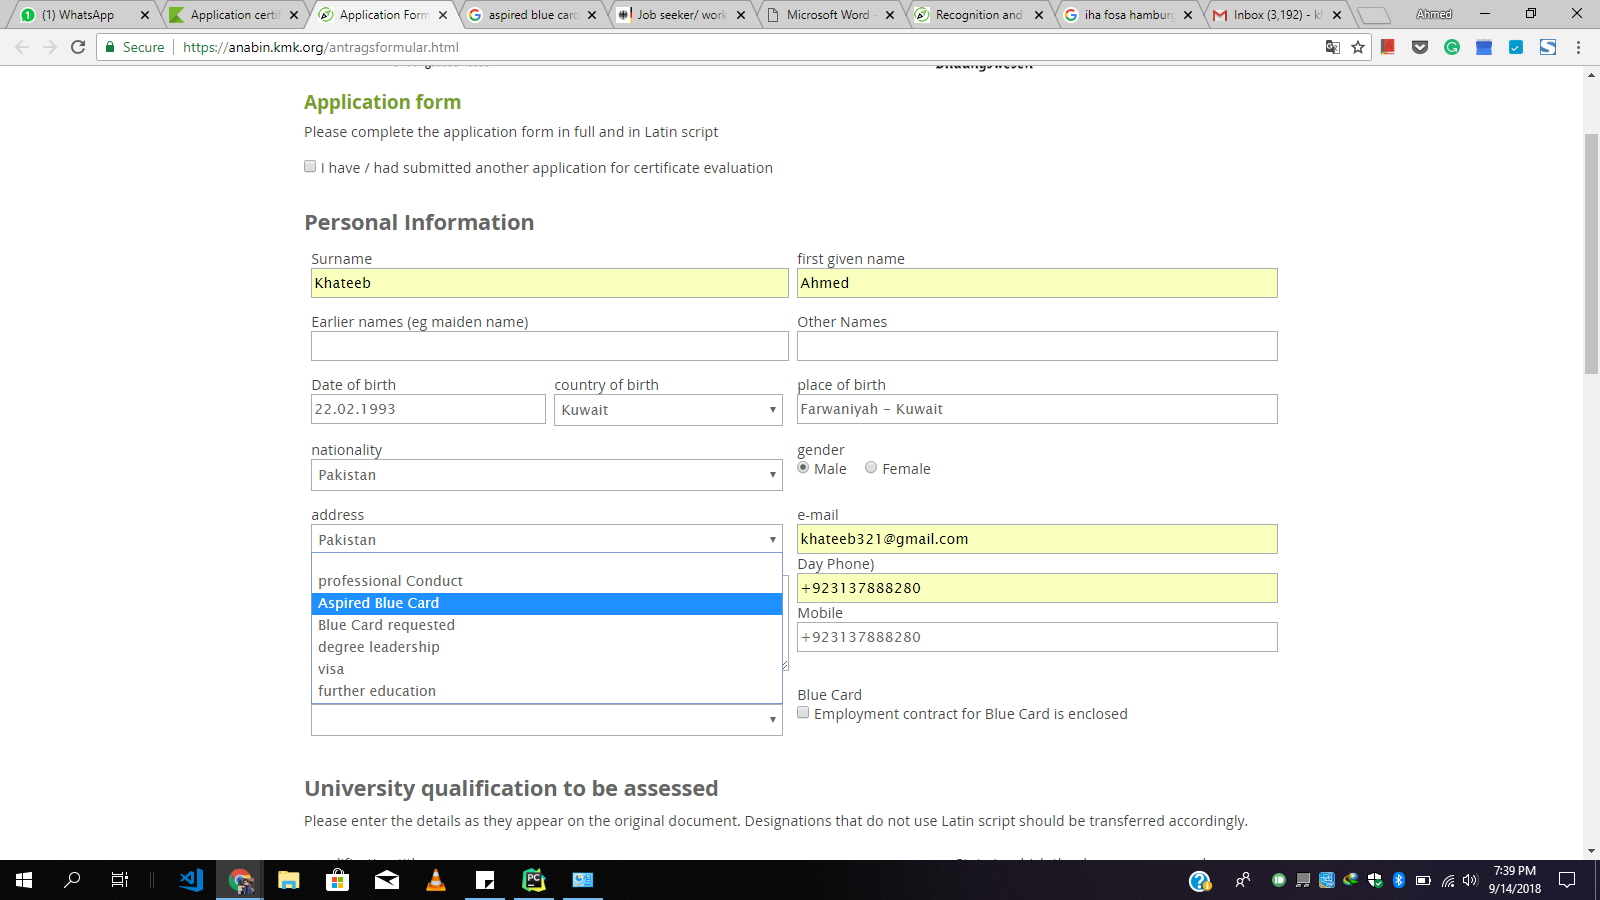 (1) WhatsApp
Application certif
Application Form
aspired blue card
Job seeker/ work
Microsoft Word -
Recognition and
iha fosa hamburg
Inbox (3,192) - kh
Ahmed
Secure
https://anabin.kmk.org/antragsformular.html
Application form
Please complete the application form in full and in Latin script
I have / had submitted another application for certificate evaluation
Personal Information
Surname
first given name
Khateeb
Ahmed
Earlier names (eg maiden name)
Other Names
Date of birth
country of birth
place of birth
22.02.1993
Kuwait
Farwaniyah - Kuwait
nationality
gender
Pakistan
Male
Female
address
e-mail
Pakistan
khateeb321@gmail.com
Day Phone)
professional Conduct
+923137888280
Aspired Blue Card
Mobile
Blue Card requested
+923137888280
degree leadership
visa
further education
Blue Card
Employment contract for Blue Card is enclosed
University qualification to be assessed
Please enter the details as they appear on the original document. Designations that do not use Latin script should be transferred accordingly.
7:39 PM
9/14/2018